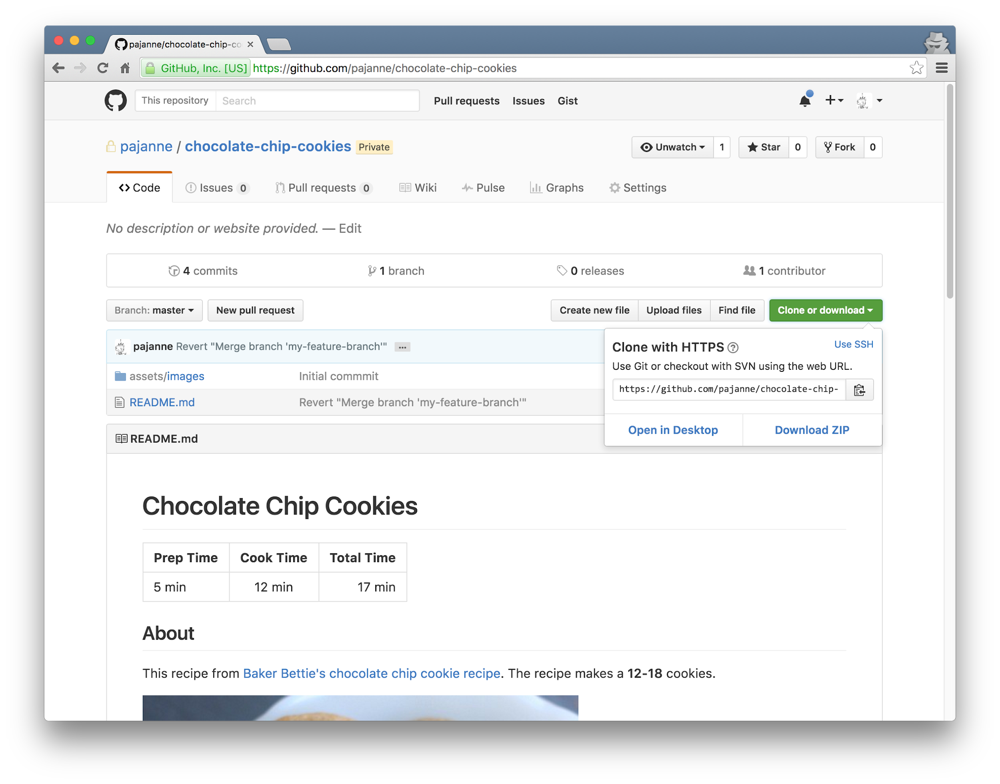 pajanne/chocolate-chip-co
GitHub, Inc. [US] https://github.com/pajanne/chocolate-chip-cookies
This repository Search Pull requests Issues Gist
pajanne / chocolate-chip-cookies Private Unwatch 1 Star 0 Fork 0
Code Issues 0 Pull requests 0 Wiki Pulse Graphs Settings
No description or website provided. — Edit
4 commits 1 branch 0 releases 1 contributor
Branch: master New pull request Create new file Upload files Find file Clone or download
pajanne Revert "Merge branch 'my-feature-branch'" ...
assets/images Initial commmit
README.md Revert "Merge branch 'my-feature-branch'"
Clone with HTTPS ? Use SSH
Use Git or checkout with SVN using the web URL.
https://github.com/pajanne/chocolate-chip-
Open in Desktop Download ZIP
README.md
Chocolate Chip Cookies
Prep Time Cook Time Total Time
5 min 12 min 17 min
About
This recipe from Baker Bettie's chocolate chip cookie recipe. The recipe makes a 12-18 cookies.